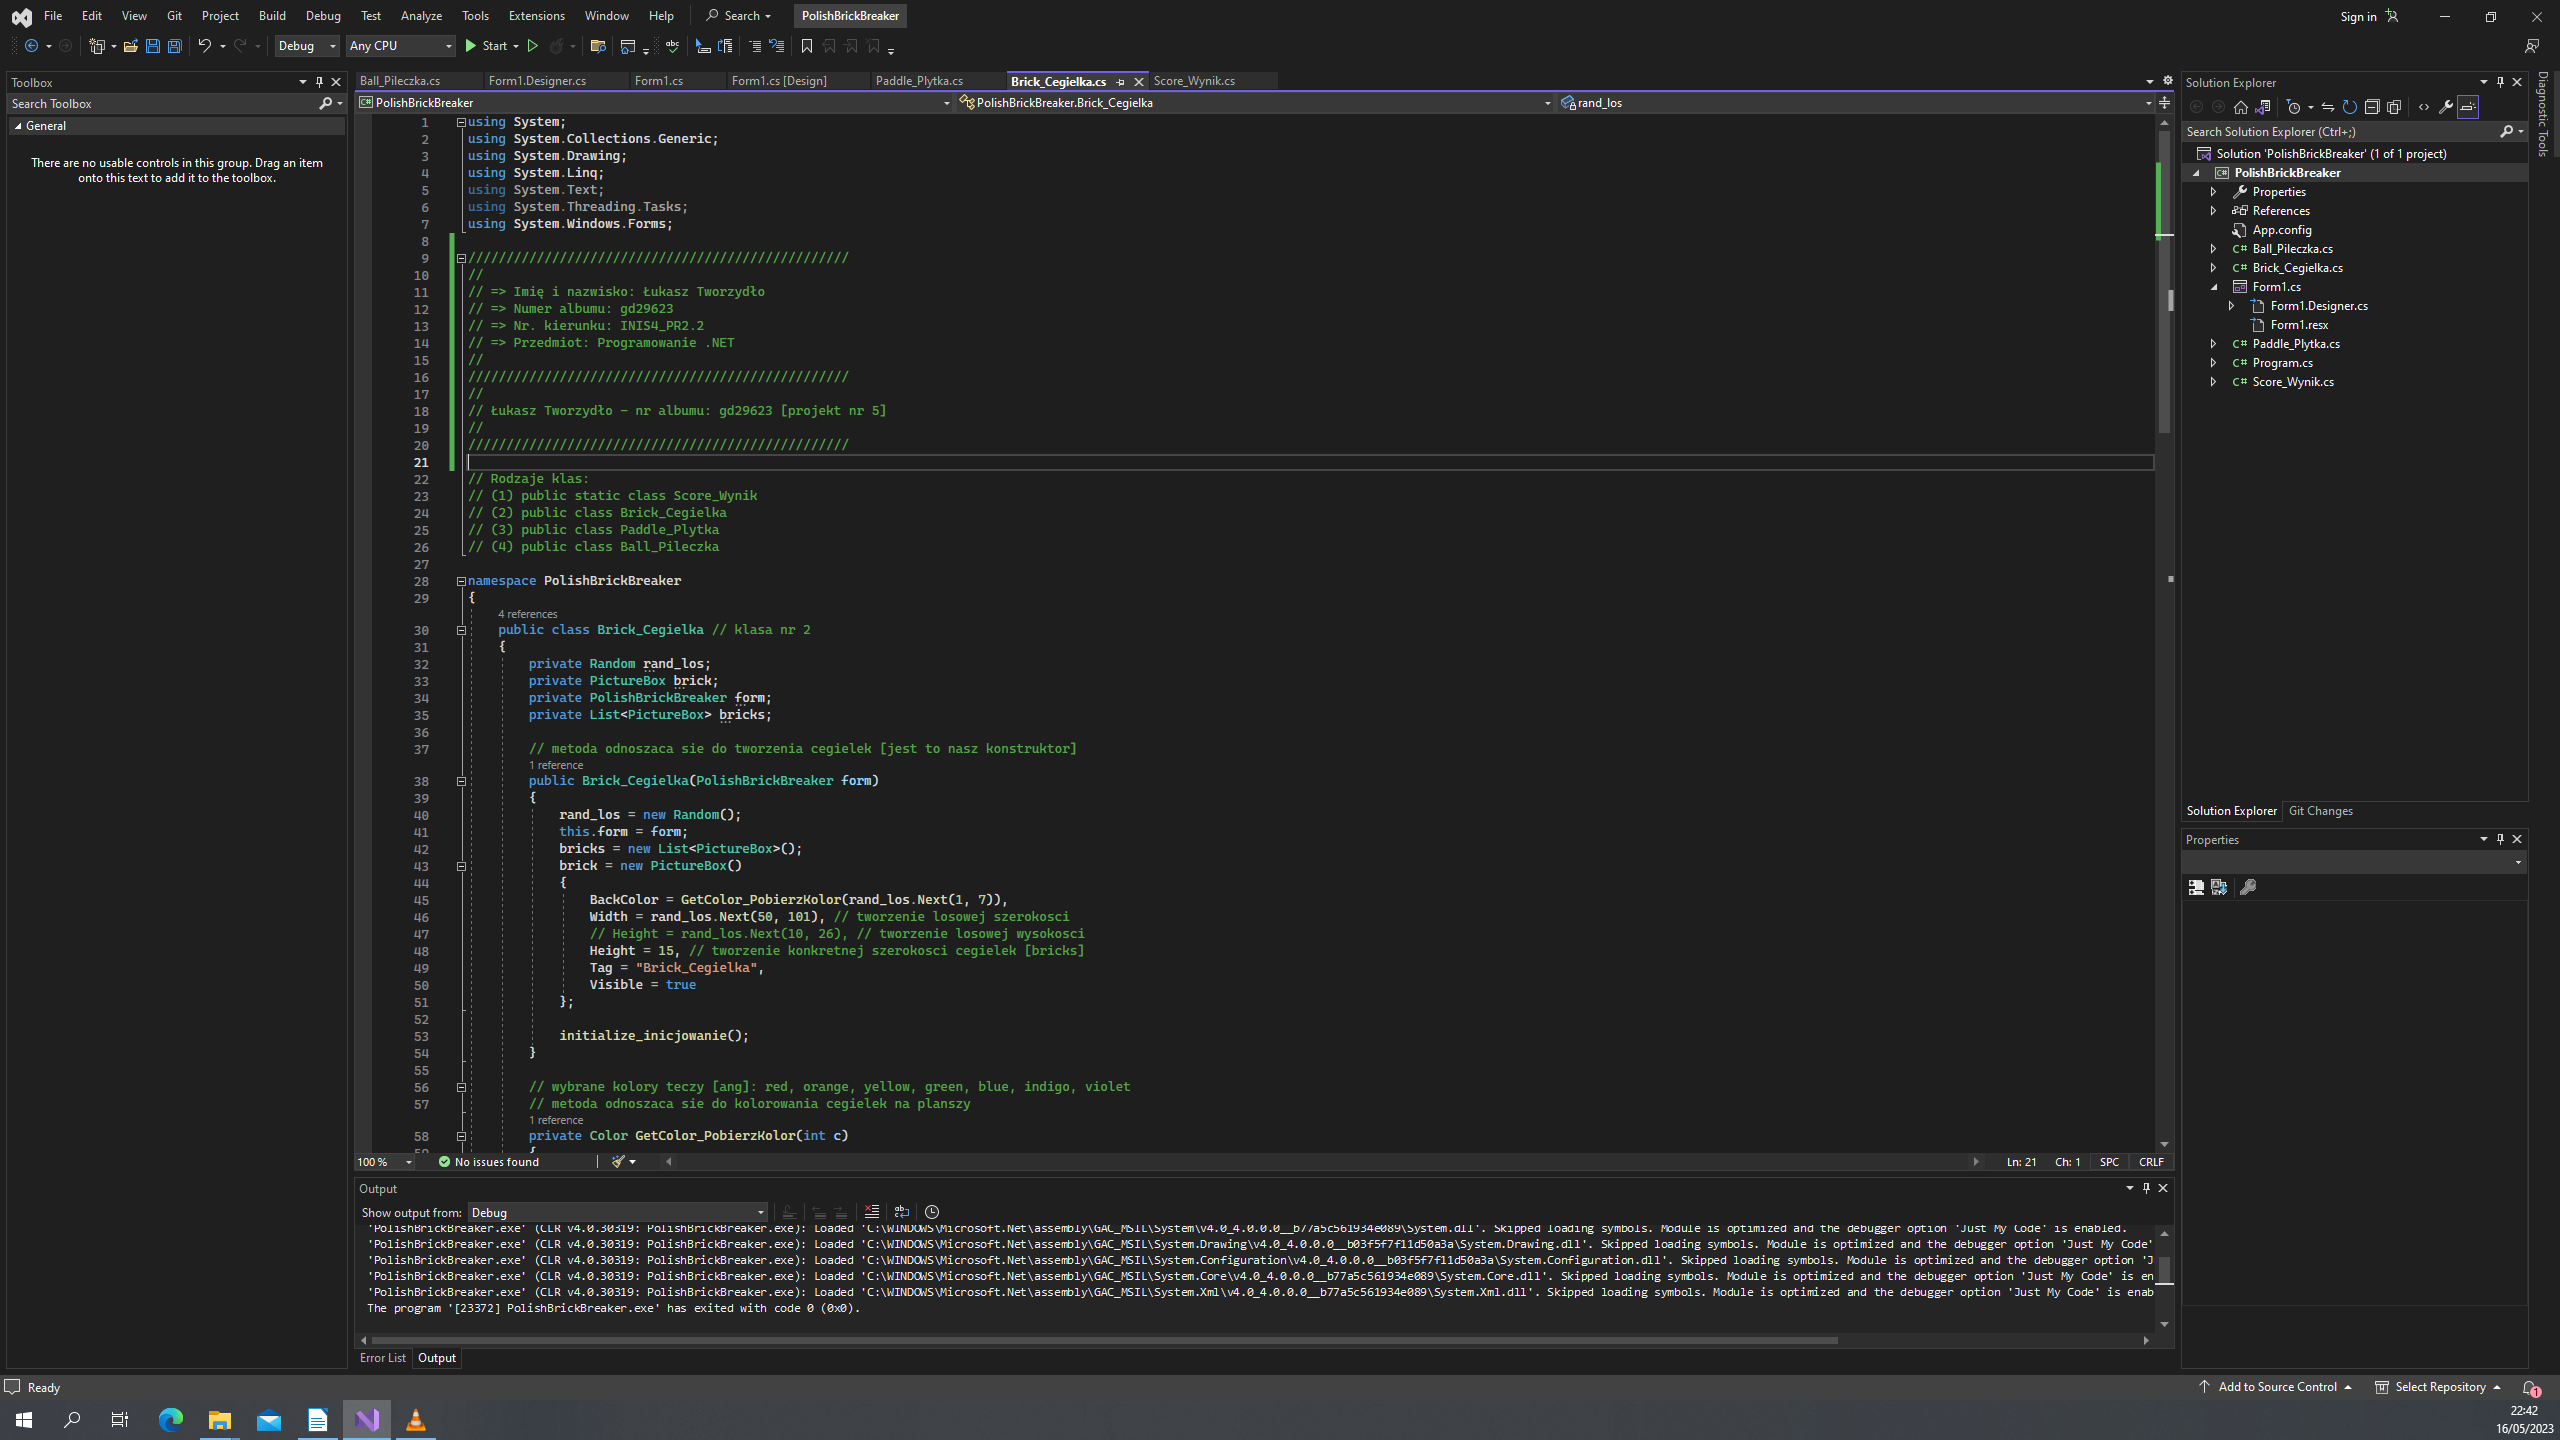 File Edit View Git Project Build Debug Test Analyze Tools Extensions Window Help Search PolishBrickBreaker Sign in
Debug Any CPU Start
Toolbox
Search Toolbox
General
There are no usable controls in this group. Drag an item
onto this text to add it to the toolbox.
Ball_Pileczka.cs Form1.Designer.cs Form1.cs Form1.cs [Design] Paddle_Plytka.cs Brick_Cegielka.cs Score_Wynik.cs
PolishBrickBreaker PolishBrickBreaker.Brick_Cegielka rand_los
1 using System;
2 using System.Collections.Generic;
3 using System.Drawing;
4 using System.Linq;
5 using System.Text;
6 using System.Threading.Tasks;
7 using System.Windows.Forms;
8
9 //////////////////////////////////////////////////
10 //
11 // => Imię i nazwisko: Łukasz Tworzydło
12 // => Numer albumu: gd29623
13 // => Nr. kierunku: INIS4_PR2.2
14 // => Przedmiot: Programowanie .NET
15 //
16 //////////////////////////////////////////////////
17 //
18 // Łukasz Tworzydło - nr albumu: gd29623 [projekt nr 5]
19 //
20 //////////////////////////////////////////////////
21
22 // Rodzaje klas:
23 // (1) public static class Score_Wynik
24 // (2) public class Brick_Cegielka
25 // (3) public class Paddle_Plytka
26 // (4) public class Ball_Pileczka
27
28 namespace PolishBrickBreaker
29 {
4 references
30 public class Brick_Cegielka // klasa nr 2
31 {
32 private Random rand_los;
33 private PictureBox brick;
34 private PolishBrickBreaker form;
35 private List<PictureBox> bricks;
36
37 // metoda odnoszaca sie do tworzenia cegielek [jest to nasz konstruktor]
1 reference
38 public Brick_Cegielka(PolishBrickBreaker form)
39 {
40 rand_los = new Random();
41 this.form = form;
42 bricks = new List<PictureBox>();
43 brick = new PictureBox()
44 {
45 BackColor = GetColor_PobierzKolor(rand_los.Next(1, 7)),
46 Width = rand_los.Next(50, 101), // tworzenie losowej szerokosci
47 // Height = rand_los.Next(10, 26), // tworzenie losowej wysokosci
48 Height = 15, // tworzenie konkretnej szerokosci cegielek [bricks]
49 Tag = "Brick_Cegielka",
50 Visible = true
51 };
52
53 initialize_inicjowanie();
54 }
55
56 // wybrane kolory teczy [ang]: red, orange, yellow, green, blue, indigo, violet
57 // metoda odnoszaca sie do kolorowania cegielek na planszy
1 reference
58 private Color GetColor_PobierzKolor(int c)
{
100 % No issues found Ln: 21 Ch: 1 SPC CRLF
Output
Show output from: Debug
'PolishBrickBreaker.exe' (CLR v4.0.30319: PolishBrickBreaker.exe): Loaded 'C:\WINDOWS\Microsoft.Net\assembly\GAC_MSIL\System\v4.0_4.0.0.0__b77a5c561934e089\System.dll'. Skipped loading symbols. Module is optimized and the debugger option 'Just My Code' is enabled.
'PolishBrickBreaker.exe' (CLR v4.0.30319: PolishBrickBreaker.exe): Loaded 'C:\WINDOWS\Microsoft.Net\assembly\GAC_MSIL\System.Drawing\v4.0_4.0.0.0__b03f5f7f11d50a3a\System.Drawing.dll'. Skipped loading symbols. Module is optimized and the debugger option 'Just My Code'
'PolishBrickBreaker.exe' (CLR v4.0.30319: PolishBrickBreaker.exe): Loaded 'C:\WINDOWS\Microsoft.Net\assembly\GAC_MSIL\System.Configuration\v4.0_4.0.0.0__b03f5f7f11d50a3a\System.Configuration.dll'. Skipped loading symbols. Module is optimized and the debugger option 'J
'PolishBrickBreaker.exe' (CLR v4.0.30319: PolishBrickBreaker.exe): Loaded 'C:\WINDOWS\Microsoft.Net\assembly\GAC_MSIL\System.Core\v4.0_4.0.0.0__b77a5c561934e089\System.Core.dll'. Skipped loading symbols. Module is optimized and the debugger option 'Just My Code' is en
'PolishBrickBreaker.exe' (CLR v4.0.30319: PolishBrickBreaker.exe): Loaded 'C:\WINDOWS\Microsoft.Net\assembly\GAC_MSIL\System.Xml\v4.0_4.0.0.0__b77a5c561934e089\System.Xml.dll'. Skipped loading symbols. Module is optimized and the debugger option 'Just My Code' is enab
The program '[23372] PolishBrickBreaker.exe' has exited with code 0 (0x0).
Error List Output
Solution Explorer
Search Solution Explorer (Ctrl+;)
Solution 'PolishBrickBreaker' (1 of 1 project)
PolishBrickBreaker
Properties
References
App.config
C# Ball_Pileczka.cs
C# Brick_Cegielka.cs
Form1.cs
Form1.Designer.cs
Form1.resx
C# Paddle_Plytka.cs
C# Program.cs
C# Score_Wynik.cs
Solution Explorer Git Changes
Properties
Diagnostic Tools
Ready Add to Source Control Select Repository 1
22:42
16/05/2023